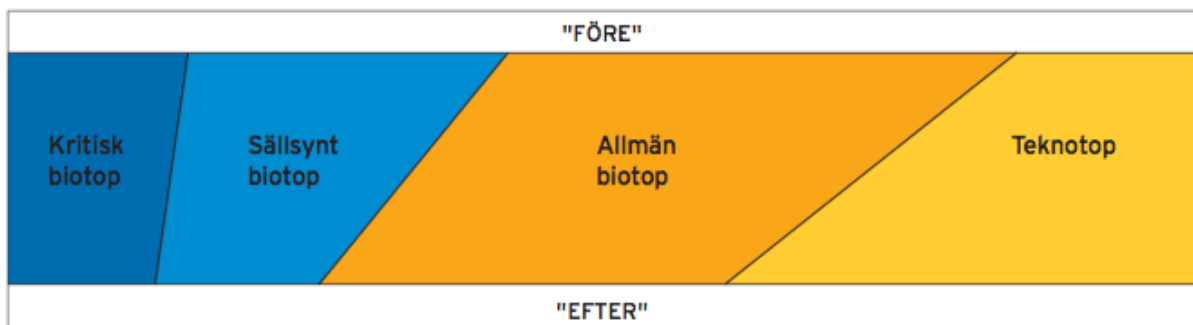 "FÖRE"
Kritisk
biotop
Sällsynt
biotop
Allmän
biotop
Teknotop
"EFTER"